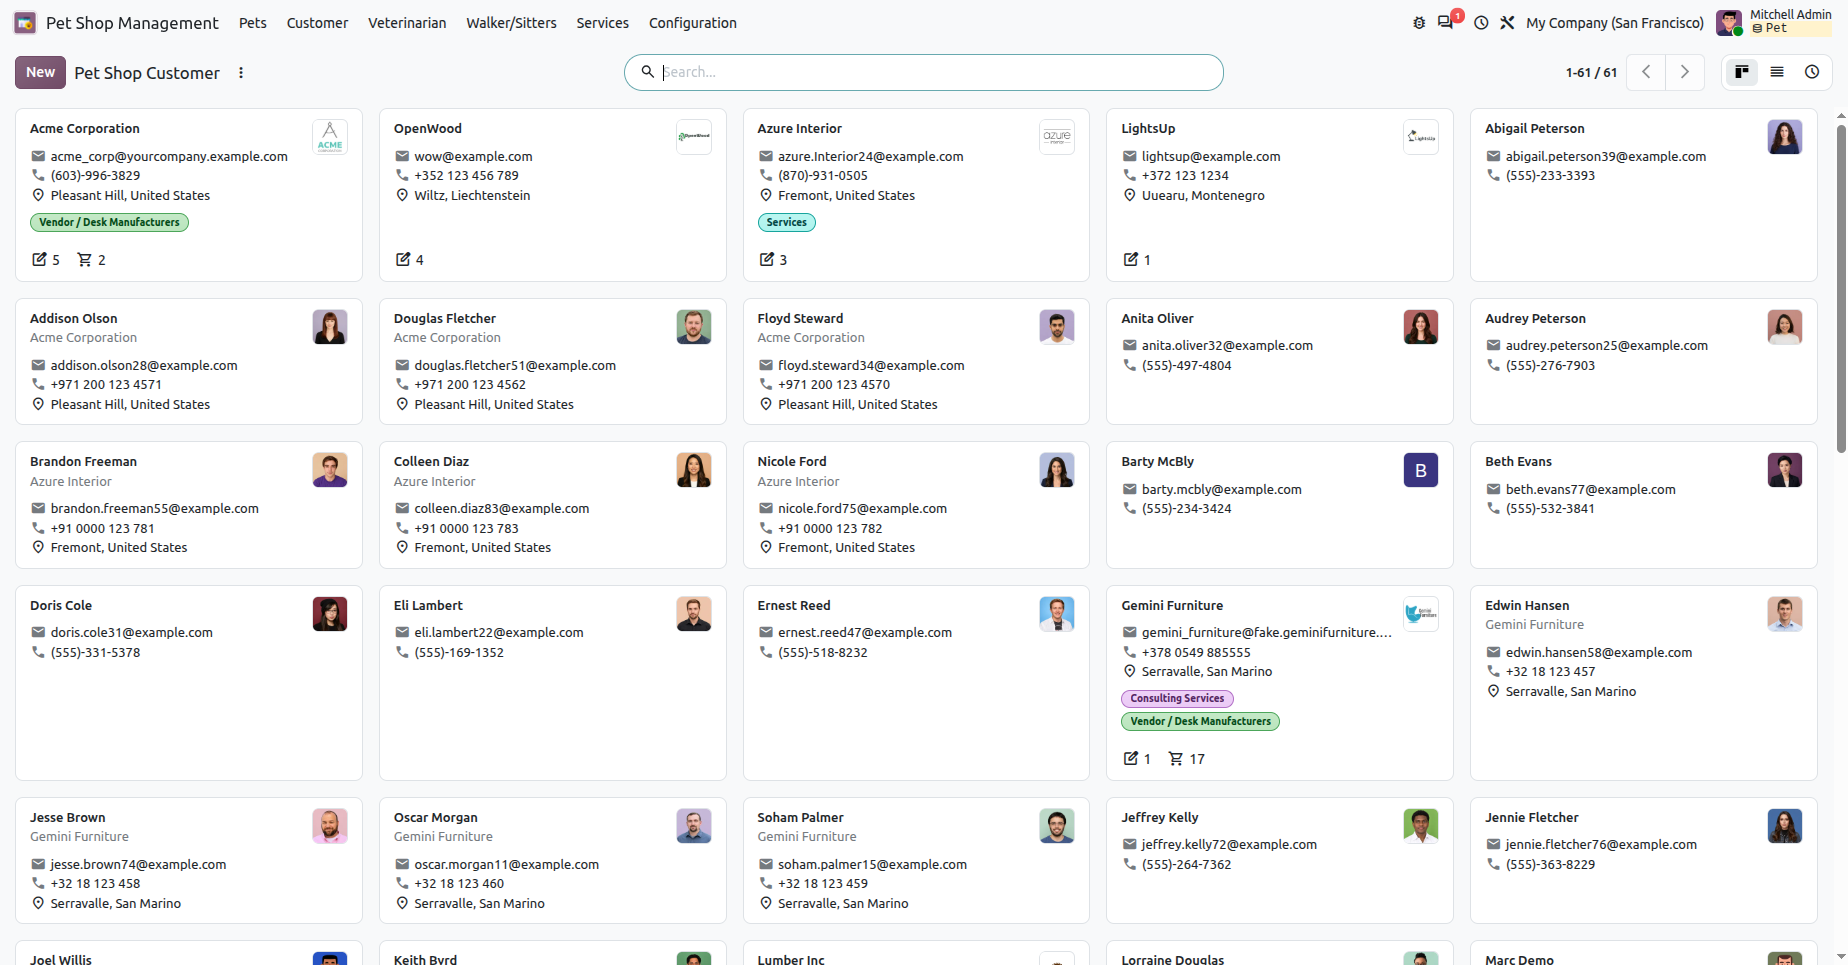 Pet Shop Management Pets Customer Veterinarian Walker/Sitters Services Configuration 1 My Company (San Francisco) Mitchell Admin
Pet
New Pet Shop Customer Search... 1-61 / 61
Acme Corporation
ACME
acme_corp@yourcompany.example.com
(603)-996-3829
Pleasant Hill, United States
Vendor / Desk Manufacturers
5 2
OpenWood
OpenWood
wow@example.com
+352 123 456 789
Wiltz, Liechtenstein
4
Azure Interior
azure
azure.Interior24@example.com
(870)-931-0505
Fremont, United States
Services
3
LightsUp
LightsUp
lightsup@example.com
+372 123 1234
Uuearu, Montenegro
1
Abigail Peterson
abigail.peterson39@example.com
(555)-233-3393
Addison Olson
Acme Corporation
addison.olson28@example.com
+971 200 123 4571
Pleasant Hill, United States
Douglas Fletcher
Acme Corporation
douglas.fletcher51@example.com
+971 200 123 4562
Pleasant Hill, United States
Floyd Steward
Acme Corporation
floyd.steward34@example.com
+971 200 123 4570
Pleasant Hill, United States
Anita Oliver
anita.oliver32@example.com
(555)-497-4804
Audrey Peterson
audrey.peterson25@example.com
(555)-276-7903
Brandon Freeman
Azure Interior
brandon.freeman55@example.com
+91 0000 123 781
Fremont, United States
Colleen Diaz
Azure Interior
colleen.diaz83@example.com
+91 0000 123 783
Fremont, United States
Nicole Ford
Azure Interior
nicole.ford75@example.com
+91 0000 123 782
Fremont, United States
Barty McBly
B
barty.mcbly@example.com
(555)-234-3424
Beth Evans
beth.evans77@example.com
(555)-532-3841
Doris Cole
doris.cole31@example.com
(555)-331-5378
Eli Lambert
eli.lambert22@example.com
(555)-169-1352
Ernest Reed
ernest.reed47@example.com
(555)-518-8232
Gemini Furniture
Gemini
Furniture
gemini_furniture@fake.geminifurniture....
+378 0549 885555
Serravalle, San Marino
Consulting Services
Vendor / Desk Manufacturers
1 17
Edwin Hansen
Gemini Furniture
edwin.hansen58@example.com
+32 18 123 457
Serravalle, San Marino
Jesse Brown
Gemini Furniture
jesse.brown74@example.com
+32 18 123 458
Serravalle, San Marino
Oscar Morgan
Gemini Furniture
oscar.morgan11@example.com
+32 18 123 460
Serravalle, San Marino
Soham Palmer
Gemini Furniture
soham.palmer15@example.com
+32 18 123 459
Serravalle, San Marino
Jeffrey Kelly
jeffrey.kelly72@example.com
(555)-264-7362
Jennie Fletcher
jennie.fletcher76@example.com
(555)-363-8229
Joel Willis
Keith Byrd
Lumber Inc
Lorraine Douglas
Marc Demo